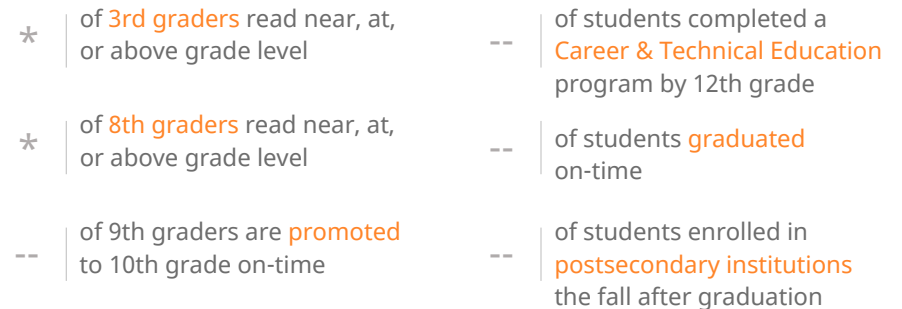 * of 3rd graders read near, at,
or above grade level
* of 8th graders read near, at,
or above grade level
-- of 9th graders are promoted
to 10th grade on-time
-- of students completed a
Career & Technical Education
program by 12th grade
-- of students graduated
on-time
-- of students enrolled in
postsecondary institutions
the fall after graduation